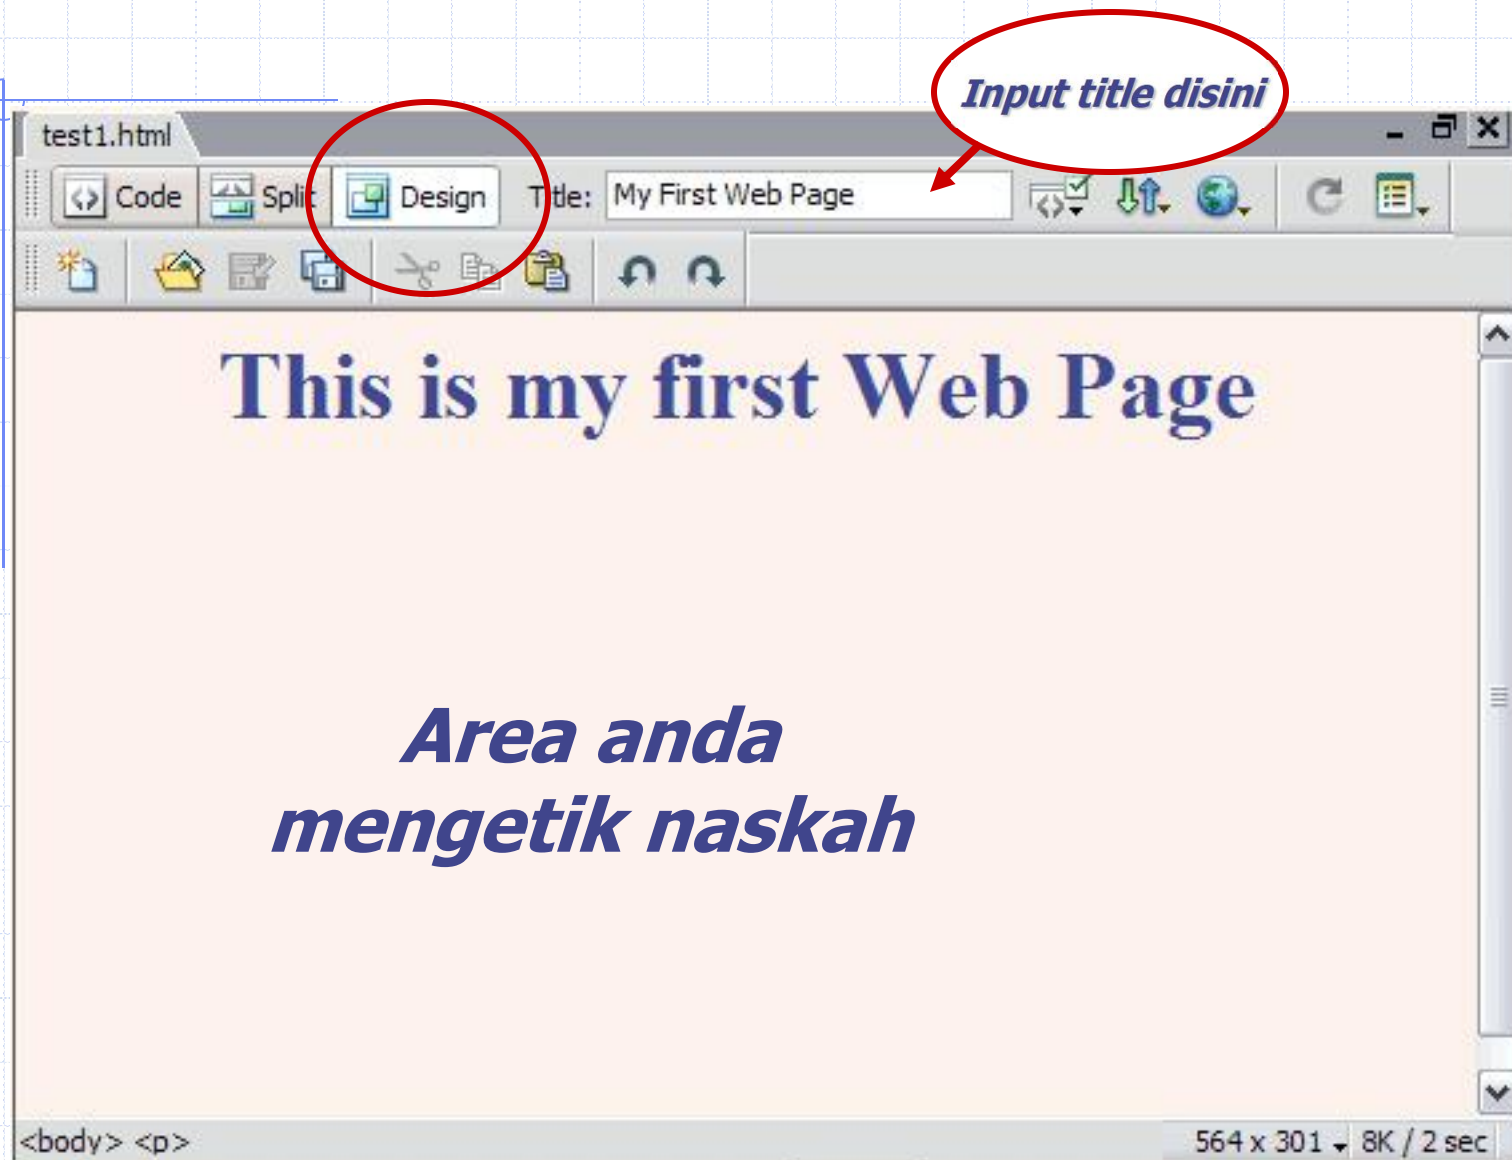 Input title disini
test1.html
Code Split Design Title: My First Web Page
This is my first Web Page
Area anda
mengetik naskah
<body> <p>
564 x 301 8K / 2 sec